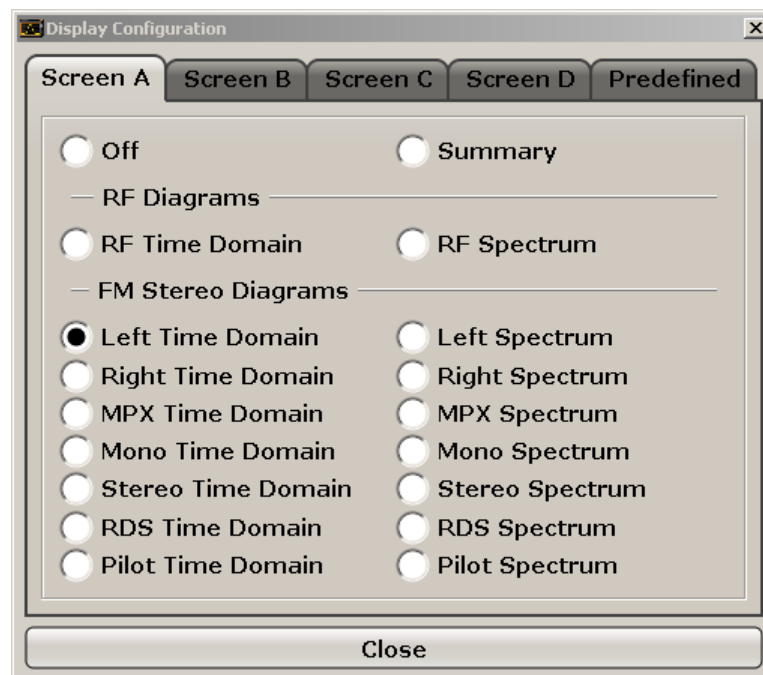 Display Configuration
Screen A Screen B Screen C Screen D Predefined
Off Summary
RF Diagrams
RF Time Domain RF Spectrum
FM Stereo Diagrams
Left Time Domain Left Spectrum
Right Time Domain Right Spectrum
MPX Time Domain MPX Spectrum
Mono Time Domain Mono Spectrum
Stereo Time Domain Stereo Spectrum
RDS Time Domain RDS Spectrum
Pilot Time Domain Pilot Spectrum
Close